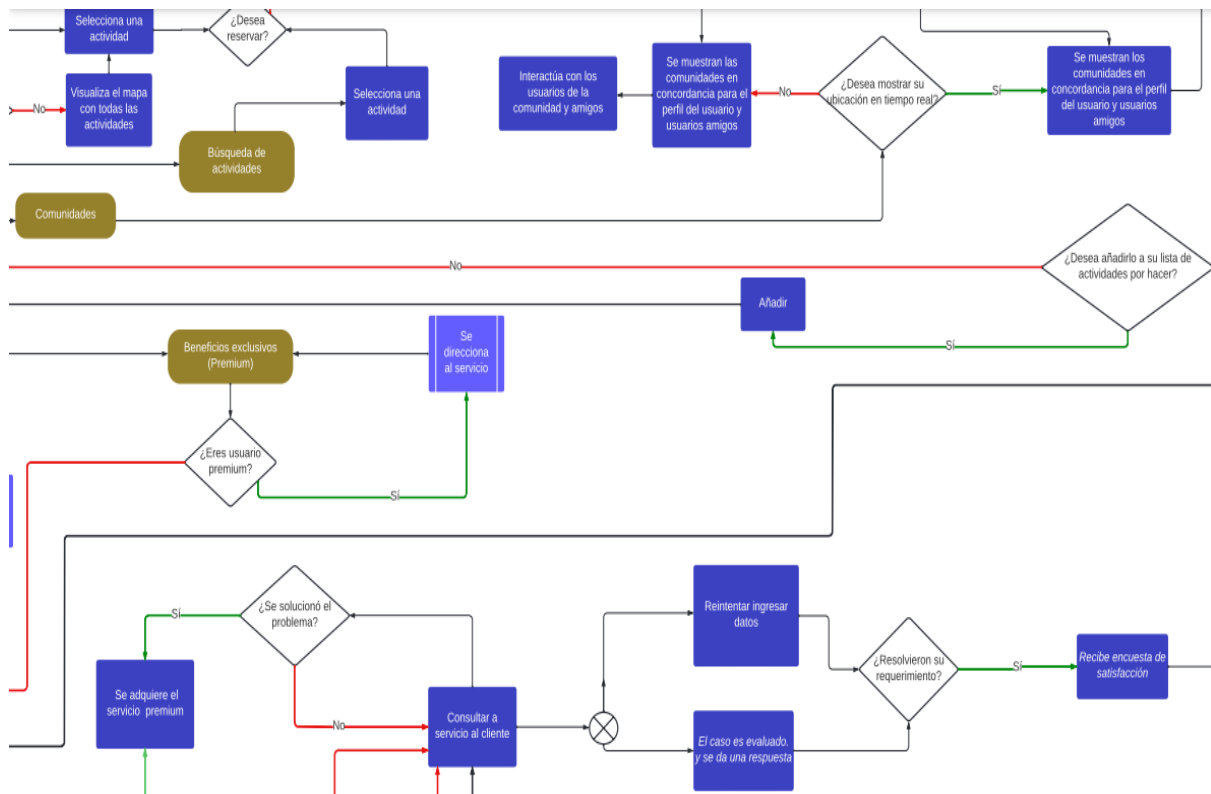 Selecciona una
actividad
¿Desea
reservar?
No
Visualiza el mapa
con todas las
actividades
Selecciona una
actividad
Búsqueda de
actividades
Comunidades
Interactúa con los
usuarios de la
comunidad y amigos
Se muestran las
comunidades en
concordancia para el
perfil del usuario y
usuarios amigos
No
¿Desea mostrar su
ubicación en tiempo real?
Sí
Se muestran los
comunidades en
concordancia para el perfil
del usuario y usuarios
amigos
No
¿Desea añadirlo a su lista de
actividades por hacer?
Añadir
Sí
Beneficios exclusivos
(Premium)
Se
direcciona
al servicio
¿Eres usuario
premium?
Sí
¿Se solucionó el
problema?
Sí
No
Se adquiere el
servicio premium
Consultar a
servicio al cliente
Reintentar ingresar
datos
El caso es evaluado.
y se da una respuesta
¿Resolvieron su
requerimiento?
Sí
Recibe encuesta de
satisfacción